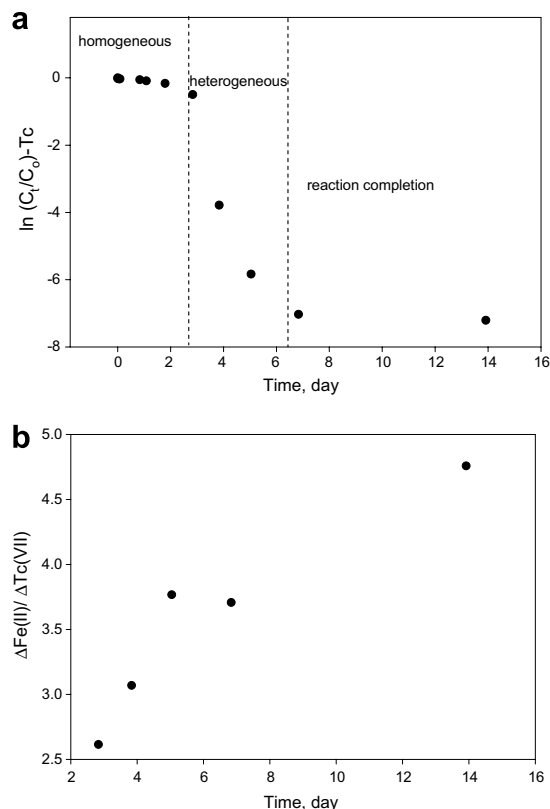 a
homogeneous
heterogeneous
reaction completion
0
-2
-4
-6
-8
ln (Ct/Co)-Tc
0 2 4 6 8 10 12 14 16
Time, day
b
5.0
4.5
4.0
3.5
3.0
2.5
ΔFe(II)/ ΔTc(VII)
2 4 6 8 10 12 14 16
Time, day